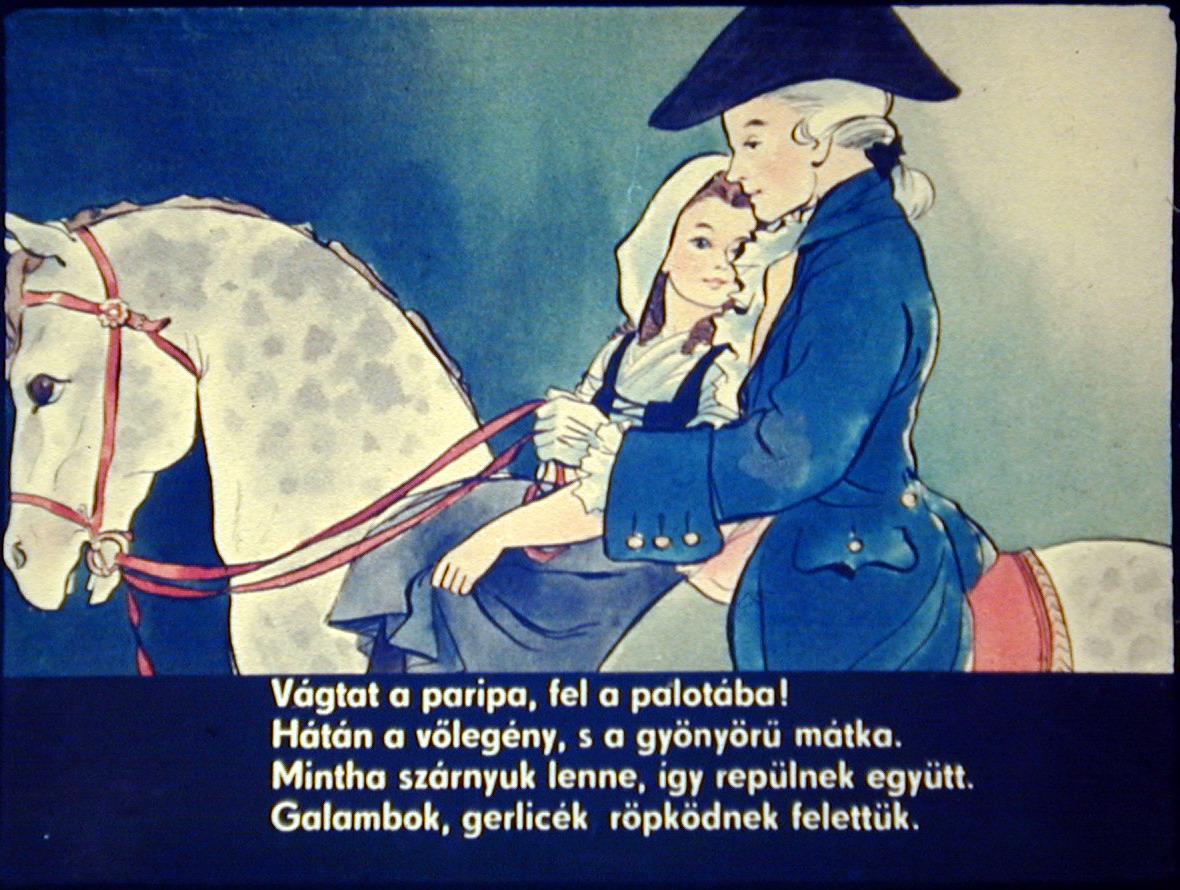 Vágtat a paripa, fel a palotába!
Hátán a vőlegény, s a gyönyörű mátka.
Mintha szárnyuk lenne, így repülnek együtt.
Galambok, gerlicék röpködnek felettük.